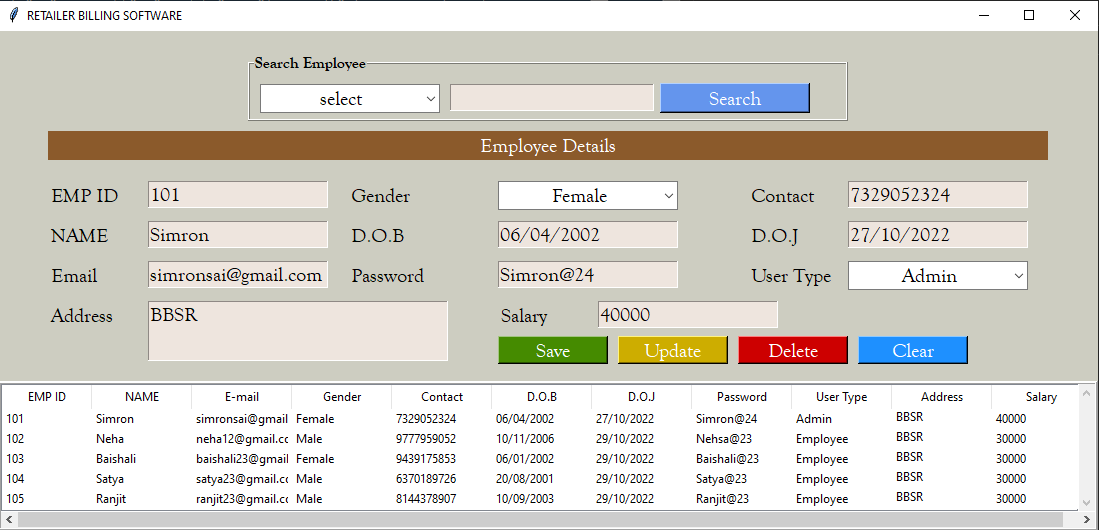 RETAILER BILLING SOFTWARE
Search Employee
select Search
Employee Details
EMP ID 101 Gender Female Contact 7329052324
NAME Simron D.O.B 06/04/2002 D.O.J 27/10/2022
Email simronsai@gmail.com Password Simron@24 User Type Admin
Address BBSR Salary 40000
Save Update Delete Clear
EMP ID NAME E-mail Gender Contact D.O.B D.O.J Password User Type Address Salary
101 Simron simronsai@gmail Female 7329052324 06/04/2002 27/10/2022 Simron@24 Admin BBSR 40000
102 Neha neha12@gmail.cc Male 9777959052 10/11/2006 29/10/2022 Nehsa@23 Employee BBSR 30000
103 Baishali baishali23@gmail Female 9439175853 06/01/2002 29/10/2022 Baishali@23 Employee BBSR 30000
104 Satya satya23@gmail.cc Male 6370189726 20/08/2001 29/10/2022 Satya@23 Employee BBSR 30000
105 Ranjit ranjit23@gmail.cc Male 8144378907 10/09/2003 29/10/2022 Ranjit@23 Employee BBSR 30000